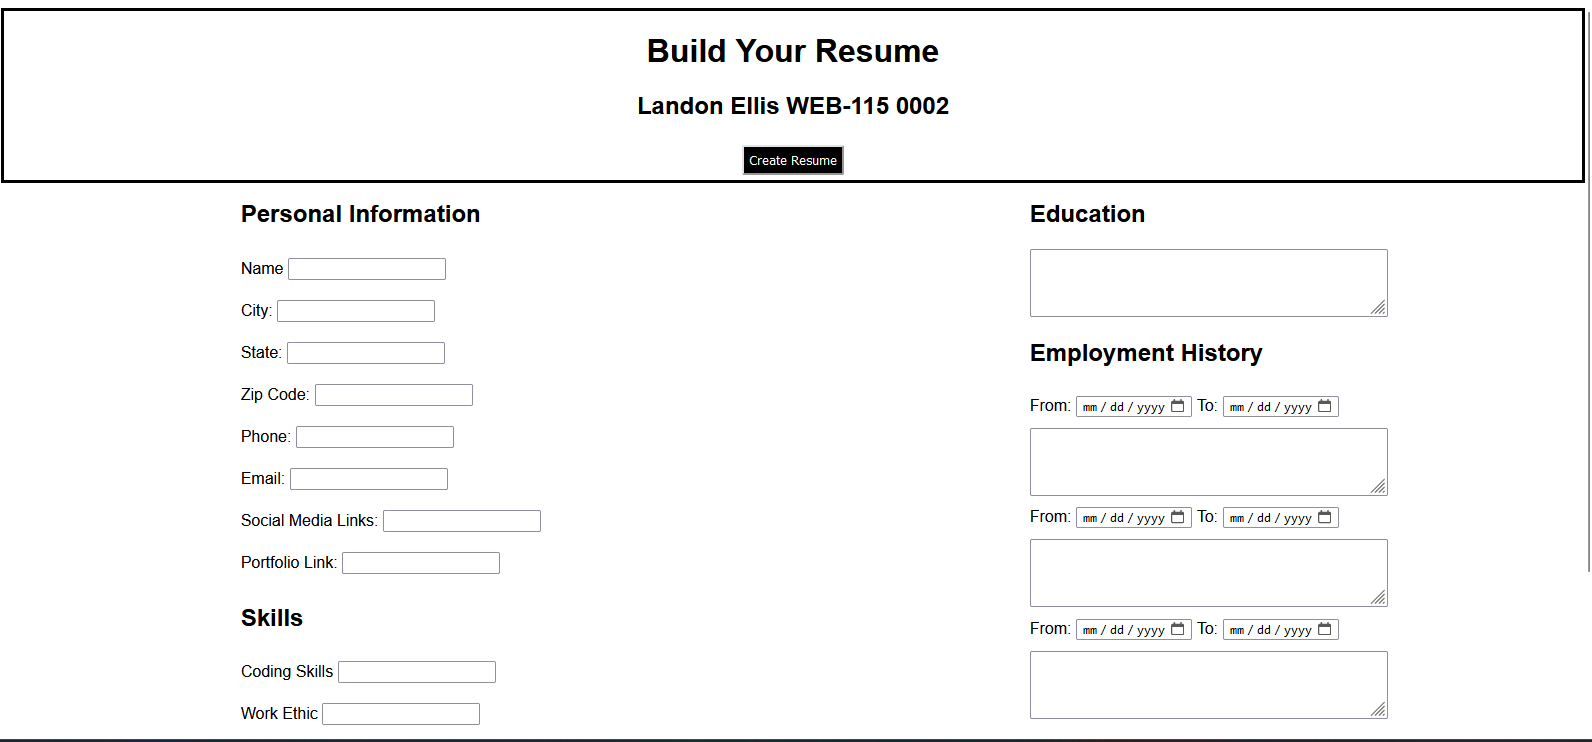 Build Your Resume
Landon Ellis WEB-115 0002
Create Resume
Personal Information
Name
City:
State:
Zip Code:
Phone:
Email:
Social Media Links:
Portfolio Link:
Skills
Coding Skills
Work Ethic
Education
Employment History
From: mm / dd / yyyy To: mm / dd / yyyy
From: mm / dd / yyyy To: mm / dd / yyyy
From: mm / dd / yyyy To: mm / dd / yyyy